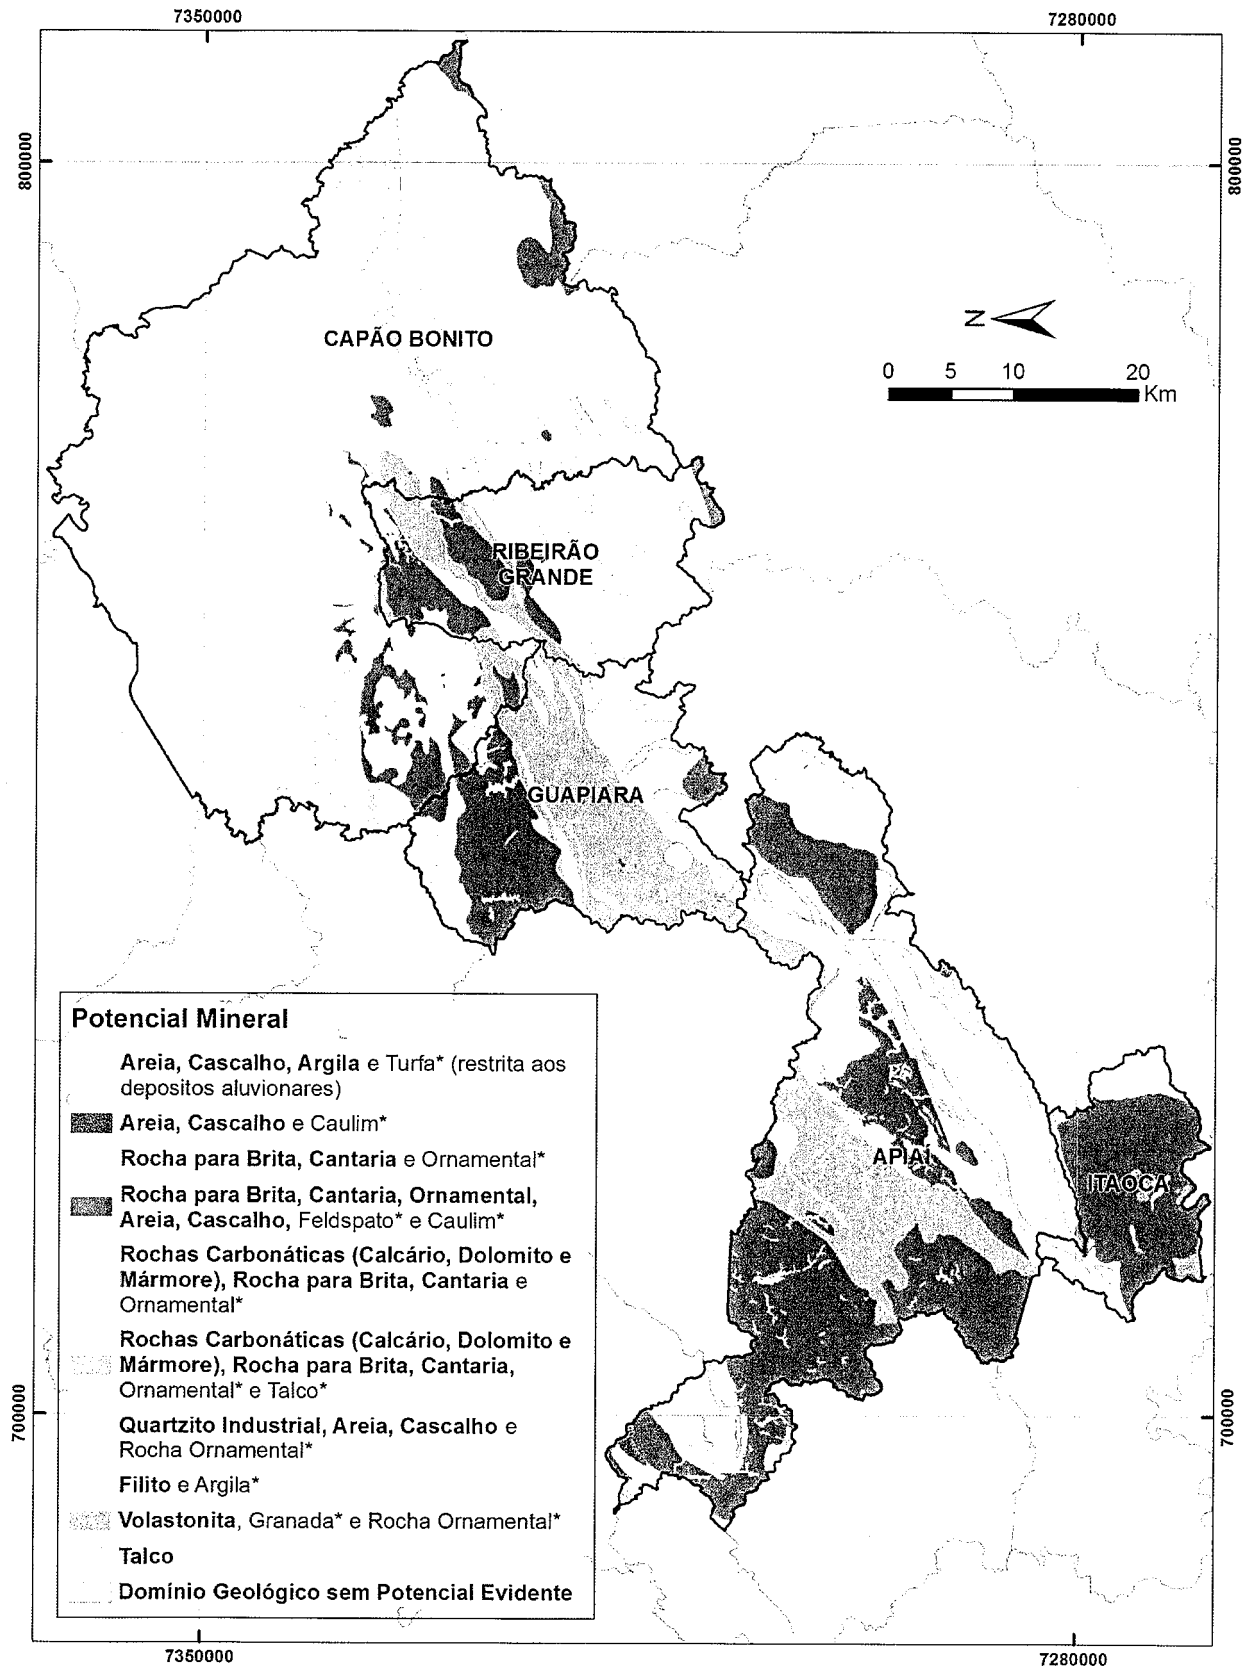 7350000
7280000
800000
800000
CAPÃO BONITO
N
0 5 10 20
Km
RIBEIRÃO
GRANDE
GUAPIARA
APIAÍ
ITAOCA
Potencial Mineral
Areia, Cascalho, Argila e Turfa* (restrita aos
depositos aluvionares)
Areia, Cascalho e Caulim*
Rocha para Brita, Cantaria e Ornamental*
Rocha para Brita, Cantaria, Ornamental,
Areia, Cascalho, Feldspato* e Caulim*
Rochas Carbonáticas (Calcário, Dolomito e
Mármore), Rocha para Brita, Cantaria e
Ornamental*
Rochas Carbonáticas (Calcário, Dolomito e
Mármore), Rocha para Brita, Cantaria,
Ornamental* e Talco*
Quartzito Industrial, Areia, Cascalho e
Rocha Ornamental*
Filito e Argila*
Volastonita, Granada* e Rocha Ornamental*
Talco
Domínio Geológico sem Potencial Evidente
700000
700000
7350000
7280000